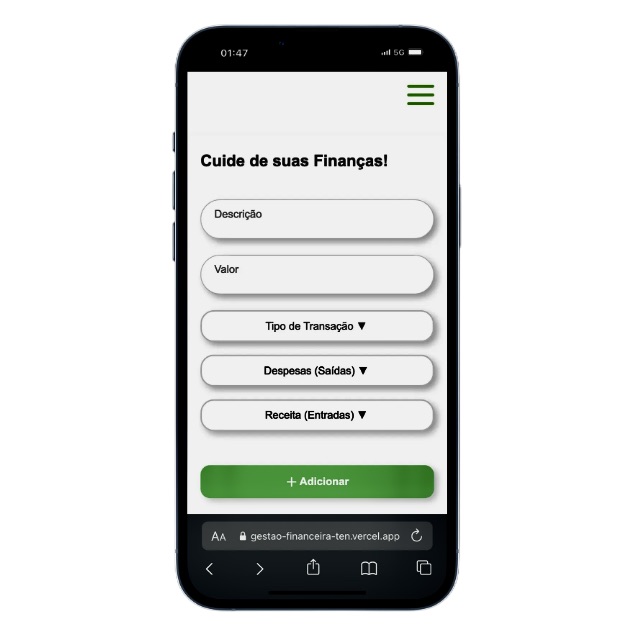 01:47 5G
Cuide de suas Finanças!
Descrição
Valor
Tipo de Transação ▼
Despesas (Saídas) ▼
Receita (Entradas) ▼
+ Adicionar
AA gestao-financeira-ten.vercel.app